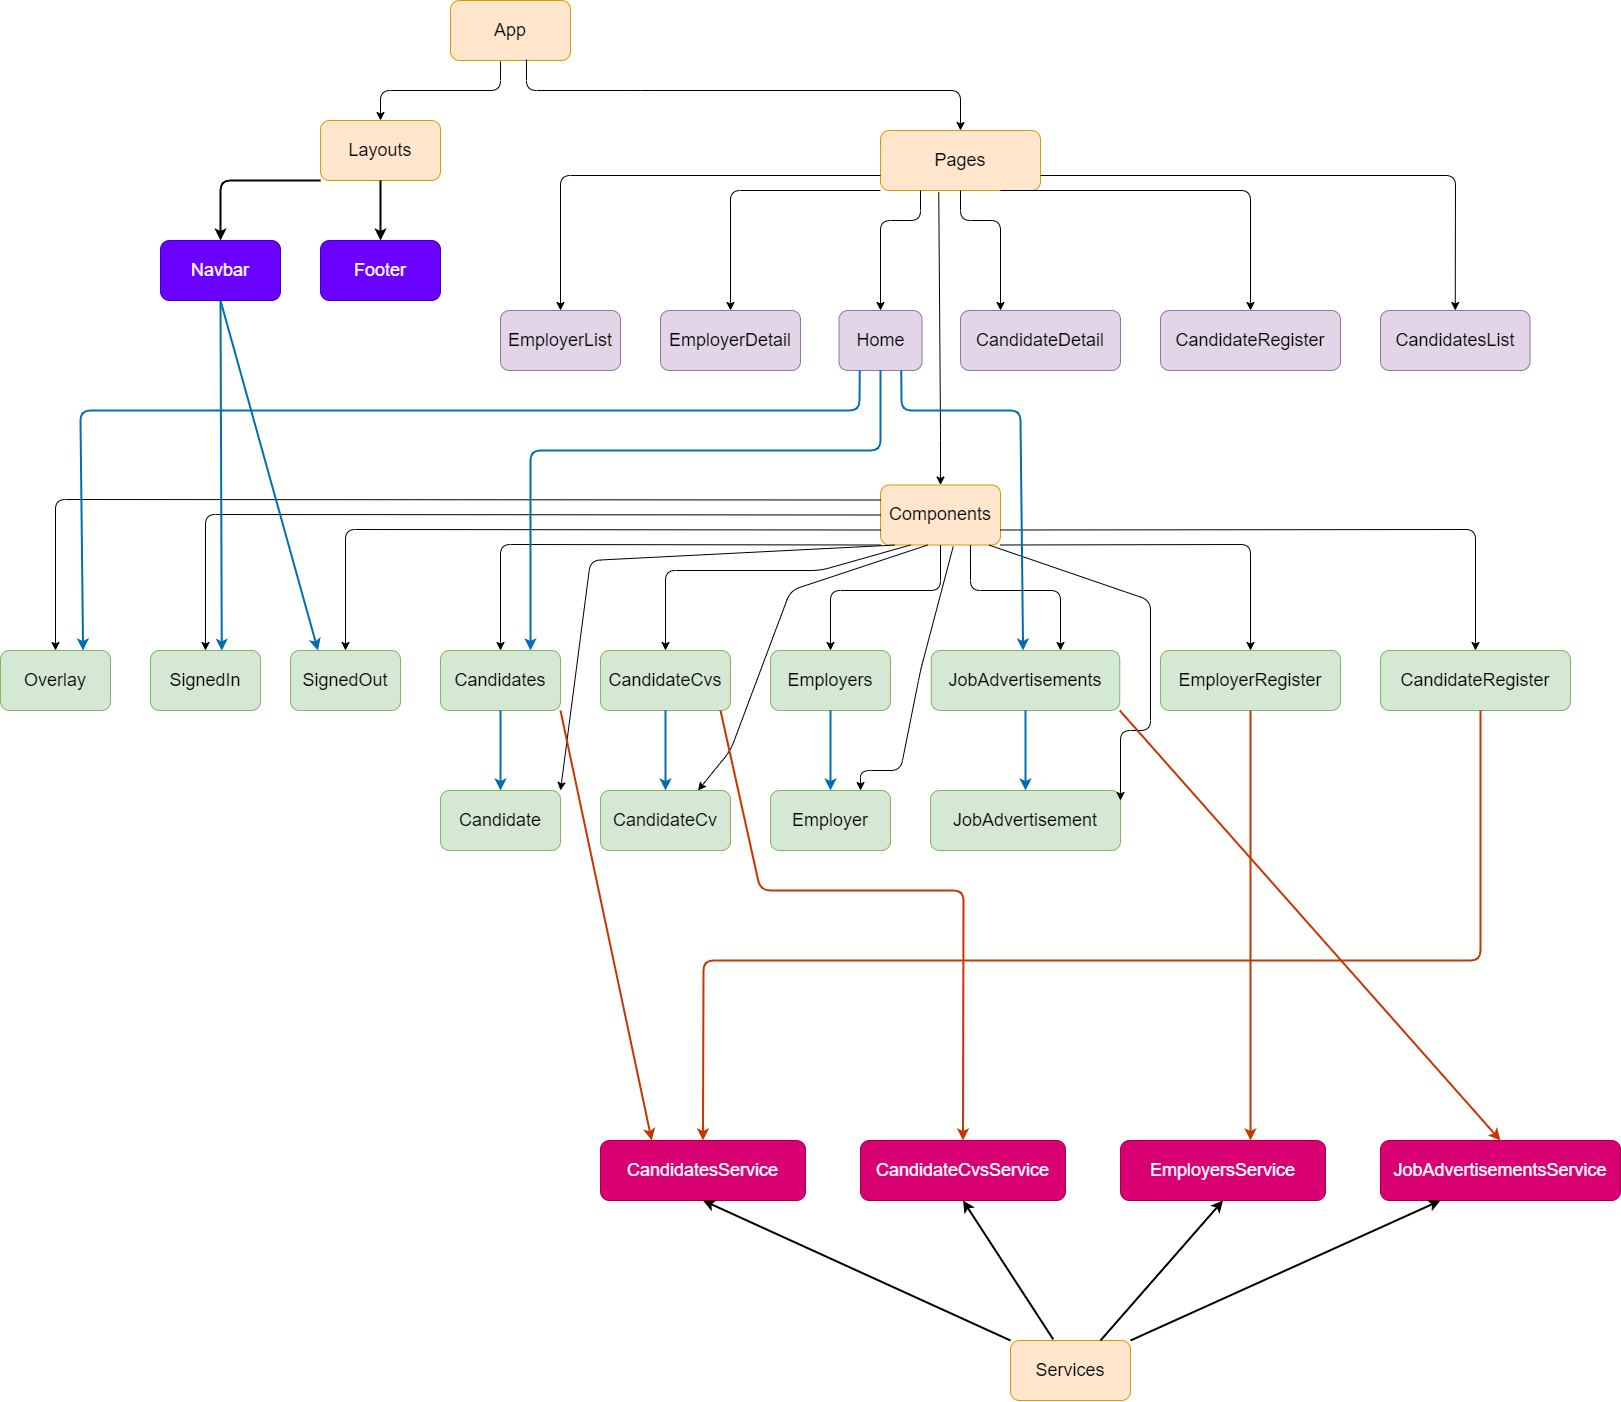 App
Layouts
Pages
Navbar
Footer
EmployerList
EmployerDetail
Home
CandidateDetail
CandidateRegister
CandidatesList
Components
Overlay
SignedIn
SignedOut
Candidates
CandidateCvs
Employers
JobAdvertisements
EmployerRegister
CandidateRegister
Candidate
CandidateCv
Employer
JobAdvertisement
CandidatesService
CandidateCvsService
EmployersService
JobAdvertisementsService
Services